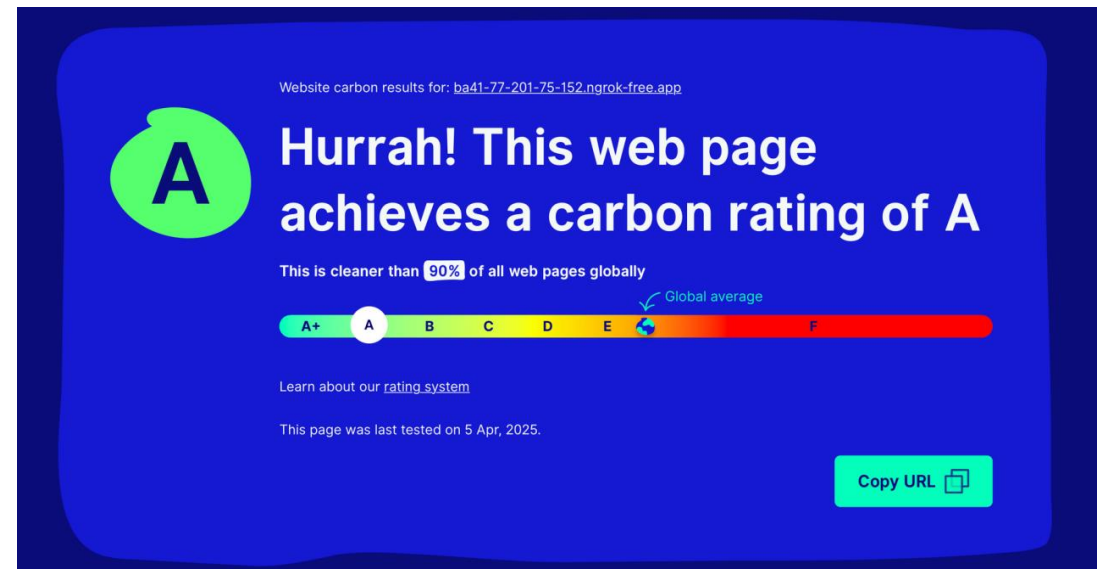 Website carbon results for: ba41-77-201-75-152.ngrok-free.app
A
Hurrah! This web page
achieves a carbon rating of A
This is cleaner than 90% of all web pages globally
Global average
A+ A B C D E F
Learn about our rating system
This page was last tested on 5 Apr, 2025.
Copy URL